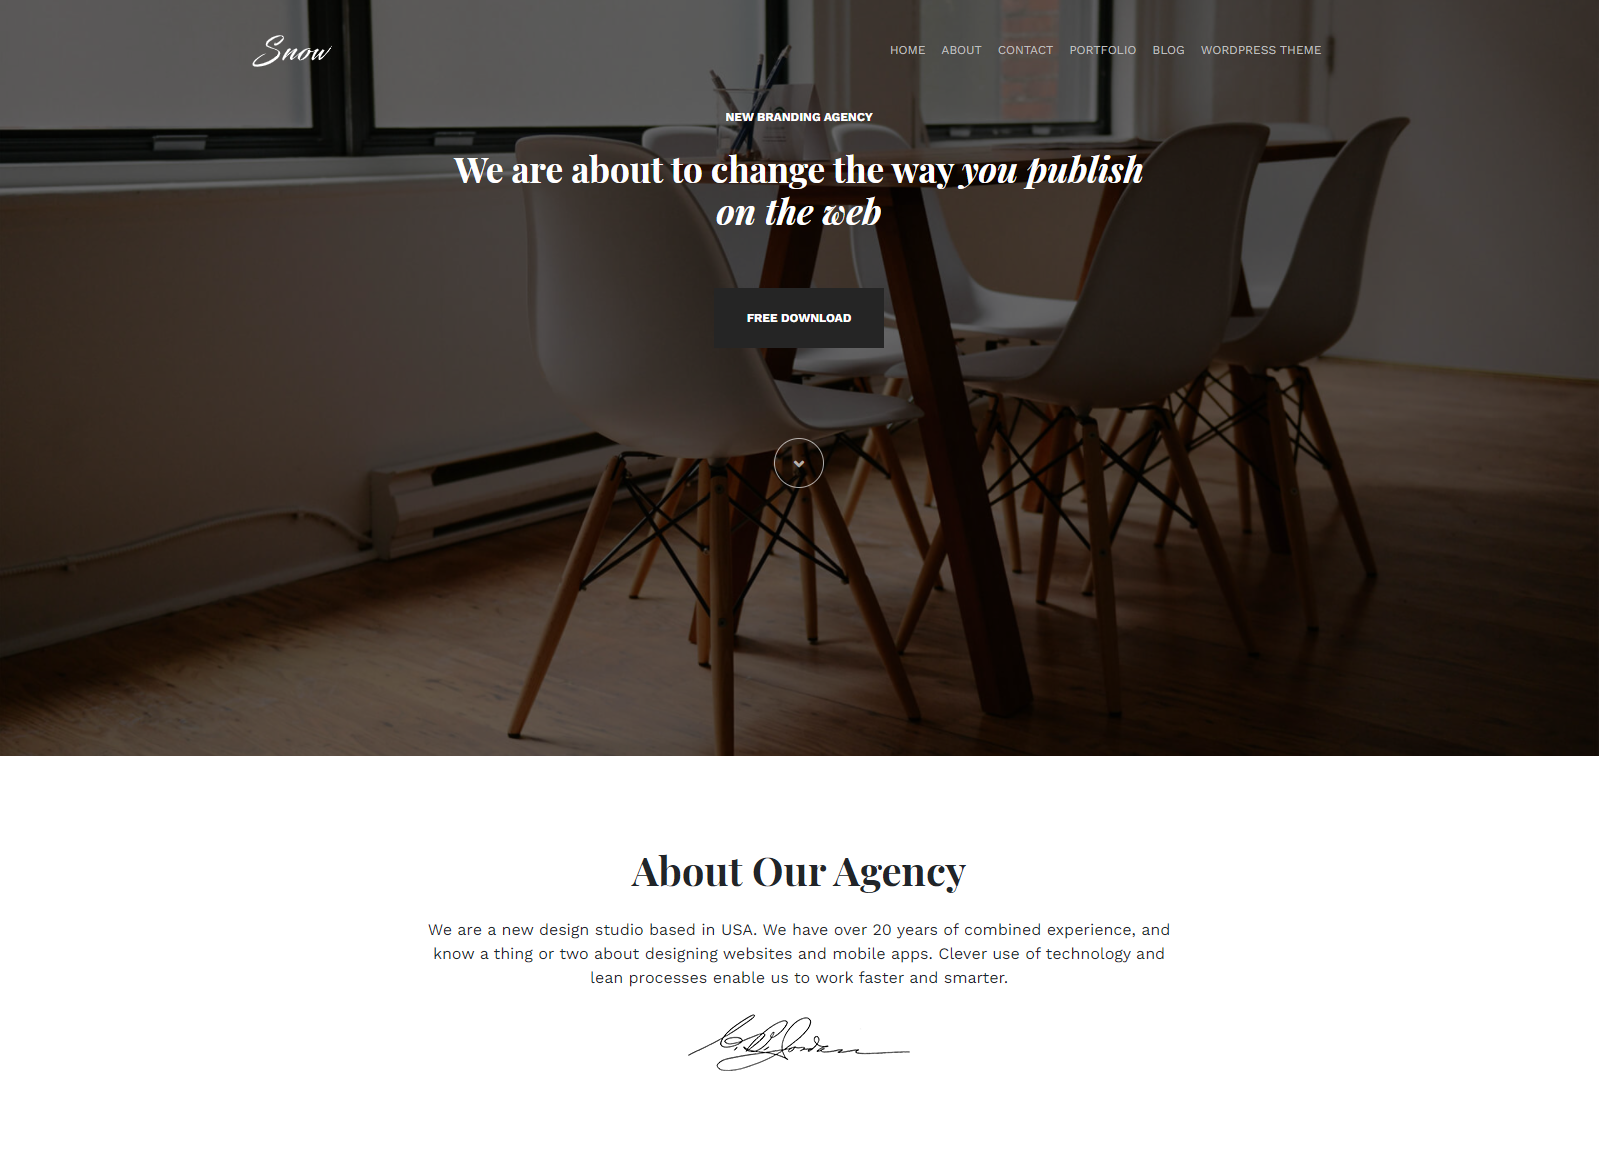 Snow
HOME ABOUT CONTACT PORTFOLIO BLOG WORDPRESS THEME
NEW BRANDING AGENCY
We are about to change the way you publish
on the web
FREE DOWNLOAD
About Our Agency
We are a new design studio based in USA. We have over 20 years of combined experience, and
know a thing or two about designing websites and mobile apps. Clever use of technology and
lean processes enable us to work faster and smarter.